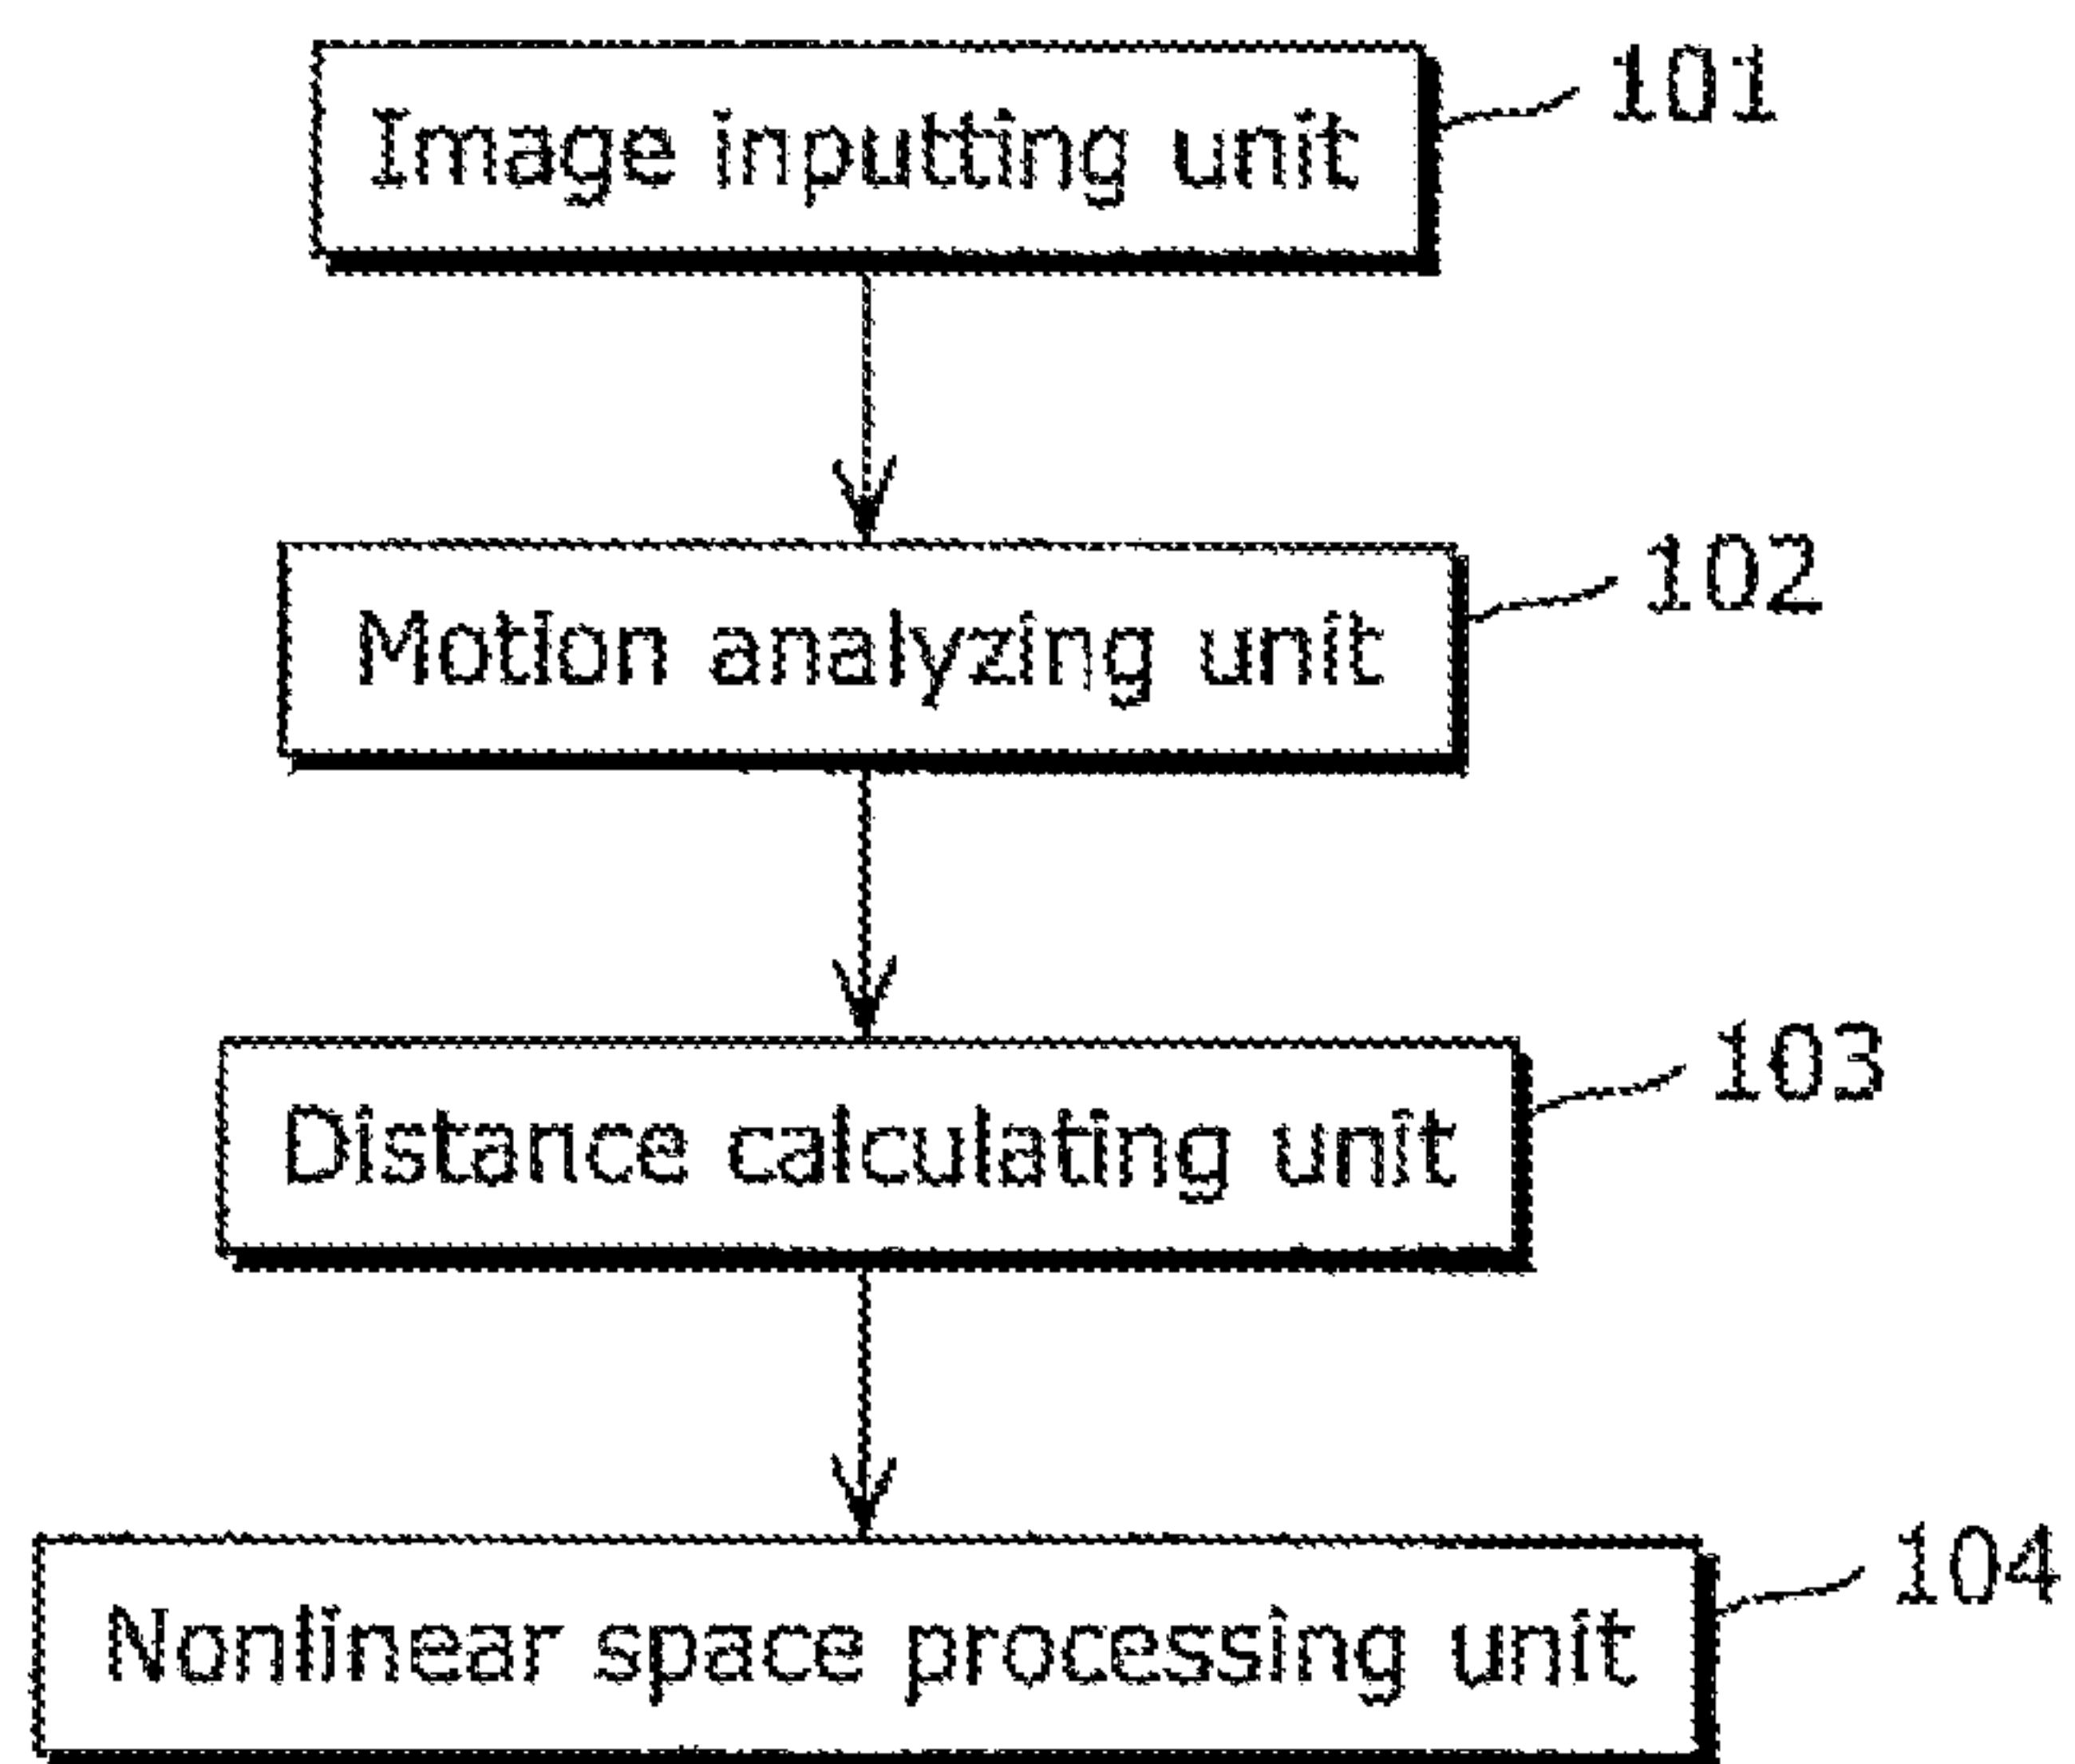 Image inputting unit 101
Motion analyzing unit 102
Distance calculating unit 103
Nonlinear space processing unit 104